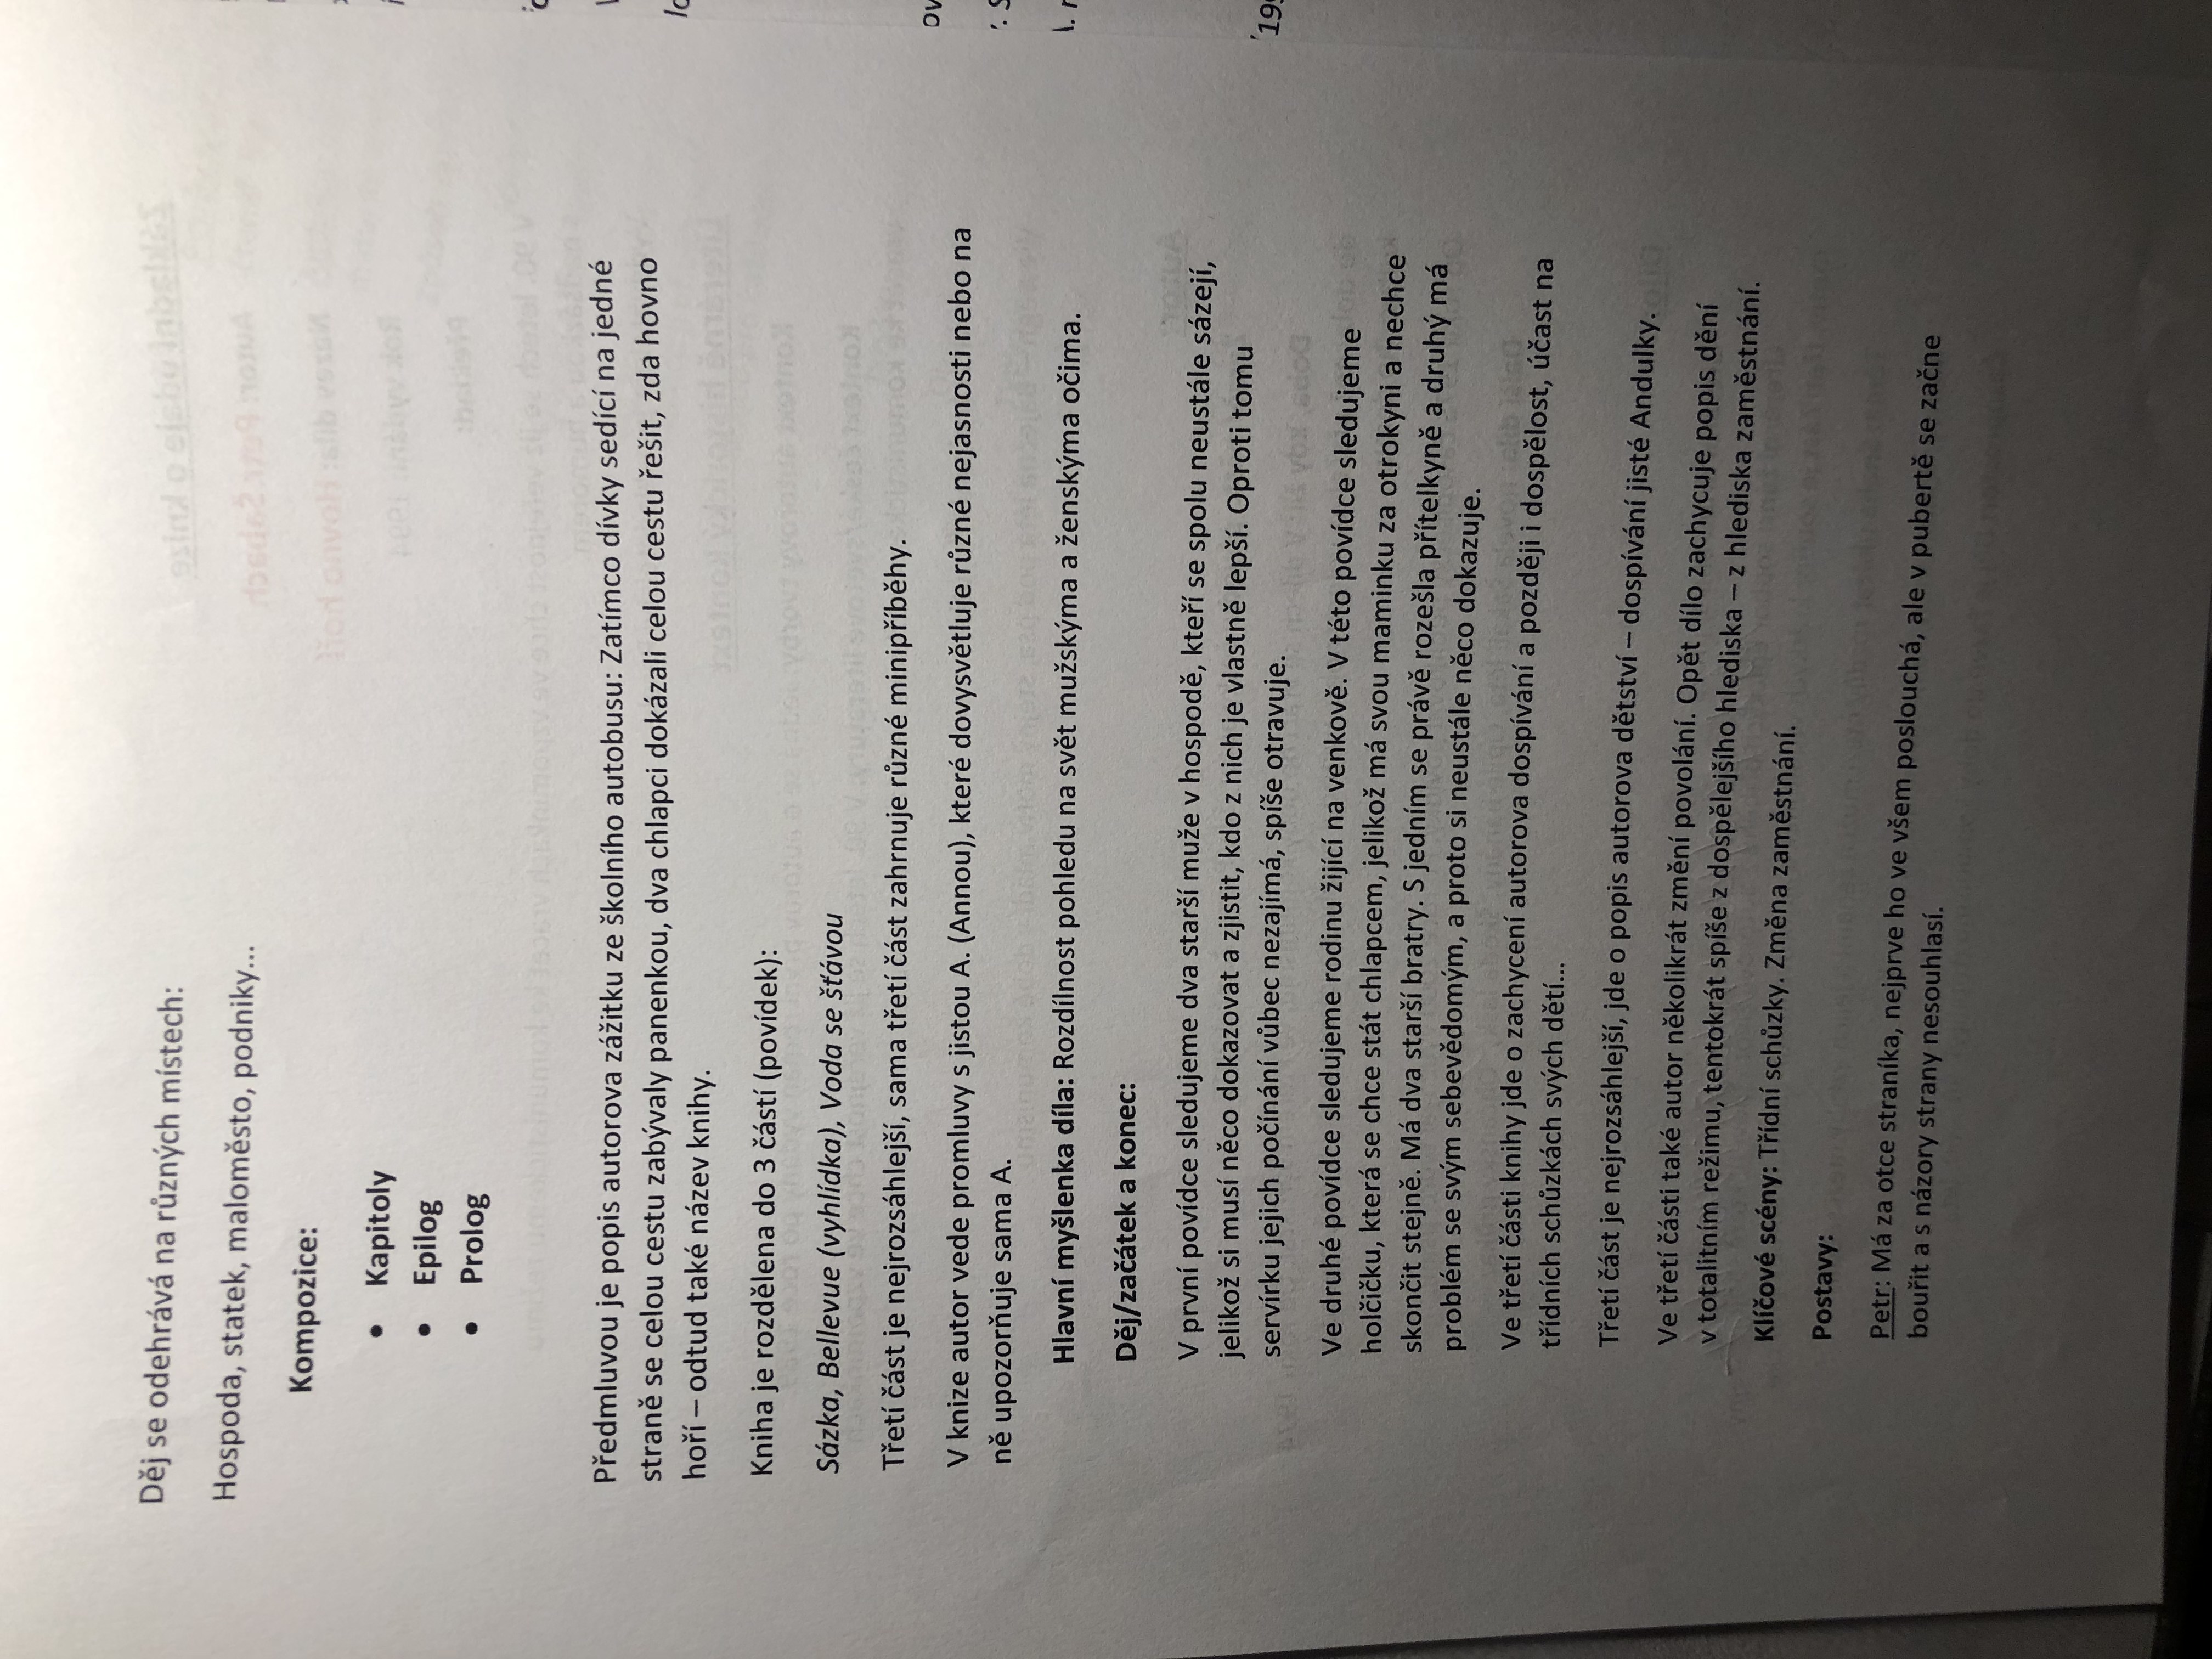 Děj se odehrává na různých místech:
Hospoda, statek, maloměsto, podniky...
Kompozice:
• Kapitoly
• Epilog
• Prolog
Předmluvou je popis autorova zážitku ze školního autobusu: Zatímco dívky sedící na jedné
straně se celou cestu zabývaly panenkou, dva chlapci dokázali celou cestu řešit, zda hovno
hoří – odtud také název knihy.
Kniha je rozdělena do 3 částí (povídek):
Sázka, Bellevue (vyhlídka), Voda se šťávou
Třetí část je nejrozsáhlejší, sama třetí část zahrnuje různé minipříběhy.
V knize autor vede promluvy s jistou A. (Annou), které dovysvětluje různé nejasnosti nebo na
ně upozorňuje sama A.
Hlavní myšlenka díla: Rozdílnost pohledu na svět mužskýma a ženskýma očima.
Děj/začátek a konec:
V první povídce sledujeme dva starší muže v hospodě, kteří se spolu neustále sázejí,
jelikož si musí něco dokazovat a zjistit, kdo z nich je vlastně lepší. Oproti tomu
servírku jejich počínání vůbec nezajímá, spíše otravuje.
Ve druhé povídce sledujeme rodinu žijící na venkově. V této povídce sledujeme
holčičku, která se chce stát chlapcem, jelikož má svou maminku za otrokyni a nechce
skončit stejně. Má dva starší bratry. S jedním se právě rozešla přítelkyně a druhý má
problém se svým sebevědomým, a proto si neustále něco dokazuje.
Ve třetí části knihy jde o zachycení autorova dospívání a později i dospělost, účast na
třídních schůzkách svých dětí...
Třetí část je nejrozsáhlejší, jde o popis autorova dětství – dospívání jisté Andulky.
Ve třetí části také autor několikrát změní povolání. Opět dílo zachycuje popis dění
v totalitním režimu, tentokrát spíše z dospělejšího hlediska – z hlediska zaměstnání.
Klíčové scény: Třídní schůzky. Změna zaměstnání.
Postavy:
Petr: Má za otce straníka, nejprve ho ve všem poslouchá, ale v pubertě se začne
bouřit a s názory strany nesouhlasí.